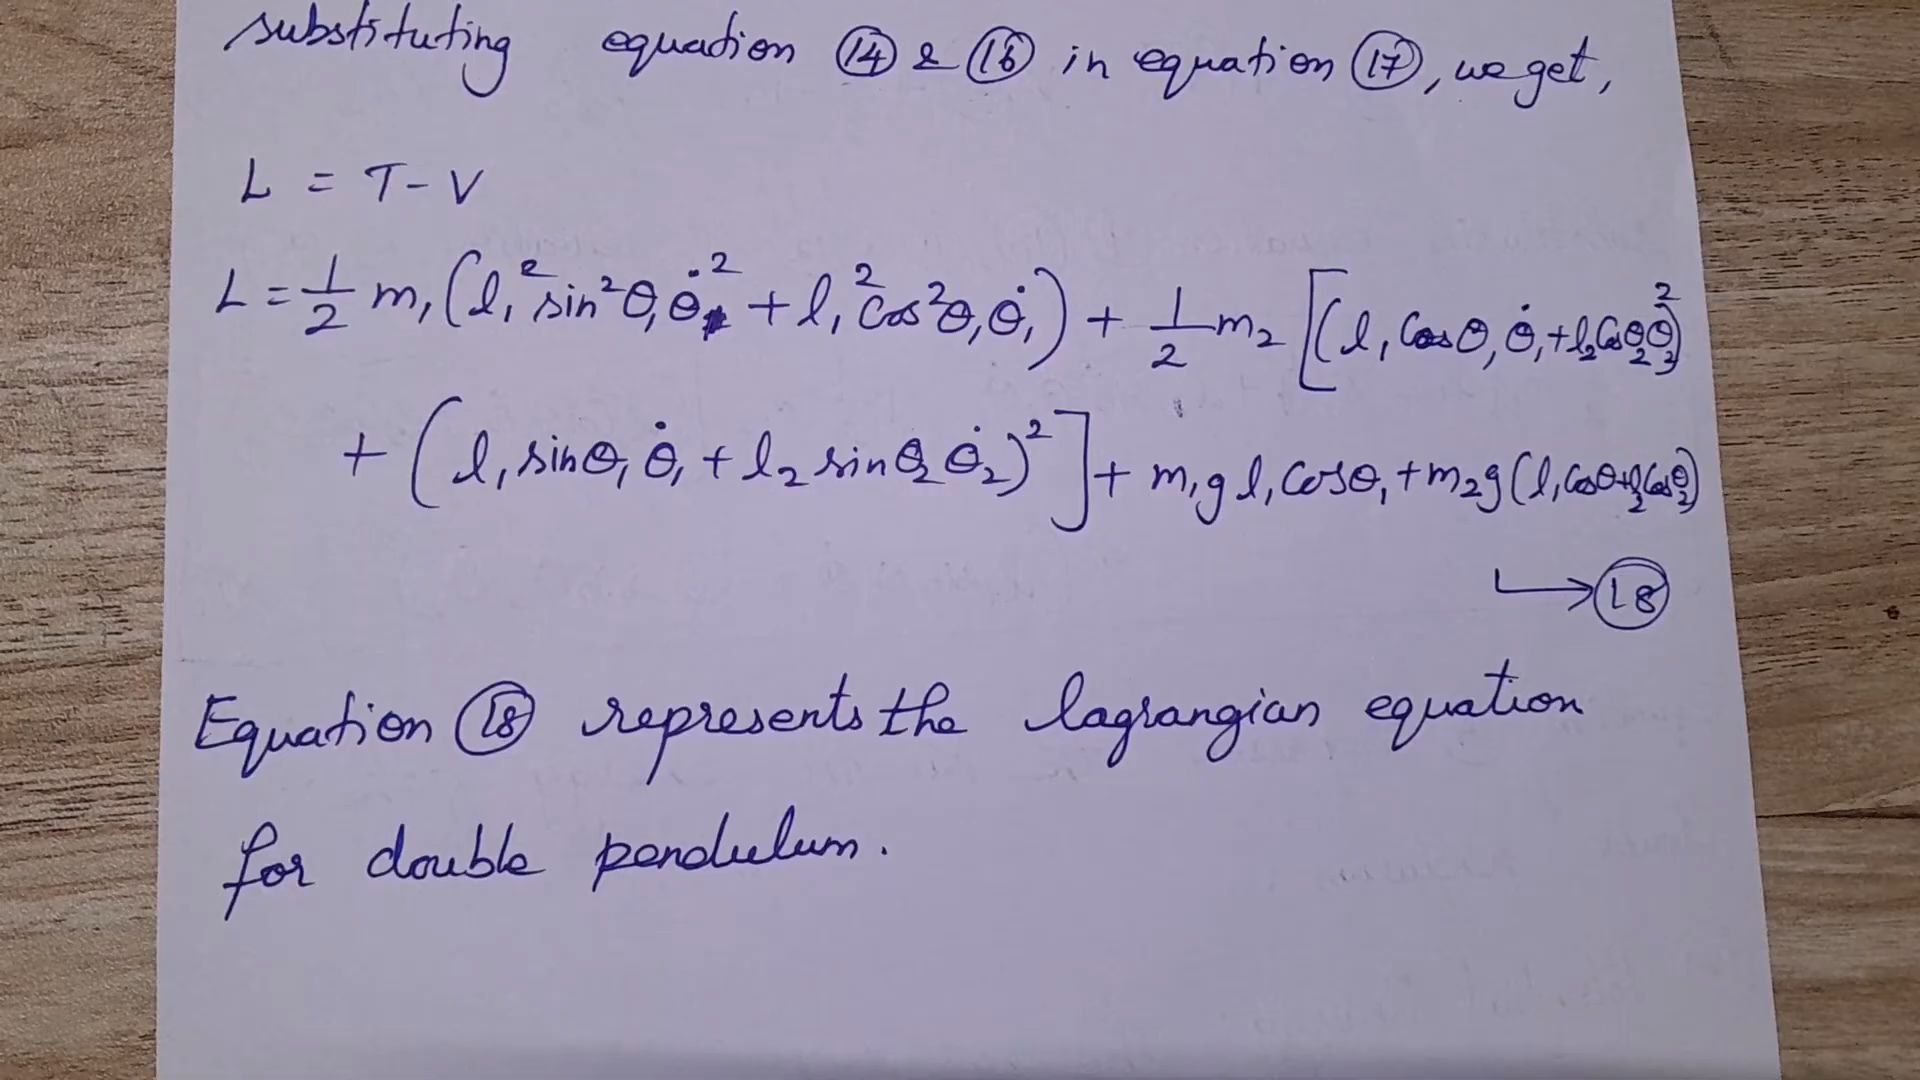 substituting equation ⑭ & ⑯ in equation ⑰, we get,
L = T - V
L = 1/2 m₁ (l₁² sin²θ₁ θ̇₁² + l₁² cos²θ₁ θ̇₁) + 1/2 m₂ [(l₁ cosθ₁ θ̇₁ + l₂ cosθ₂ θ̇₂)²
+ (l₁ sinθ₁ θ̇₁ + l₂ sinθ₂ θ̇₂)²] + m₁ g l₁ cosθ₁ + m₂ g (l₁ cosθ + l₂ cosθ₂)
↳ ⑱
Equation ⑱ represents the lagrangian equation
for double pendulum.